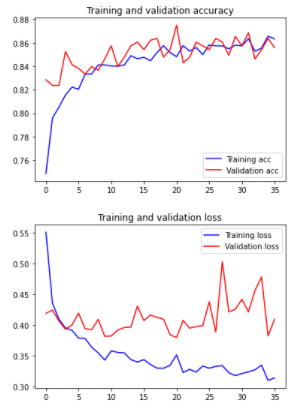 Training and validation accuracy
0.88
0.86
0.84
0.82
0.80
0.78
0.76
Training acc
Validation acc
0 5 10 15 20 25 30 35
Training and validation loss
0.55
0.50
0.45
0.40
0.35
0.30
Training loss
Validation loss
0 5 10 15 20 25 30 35